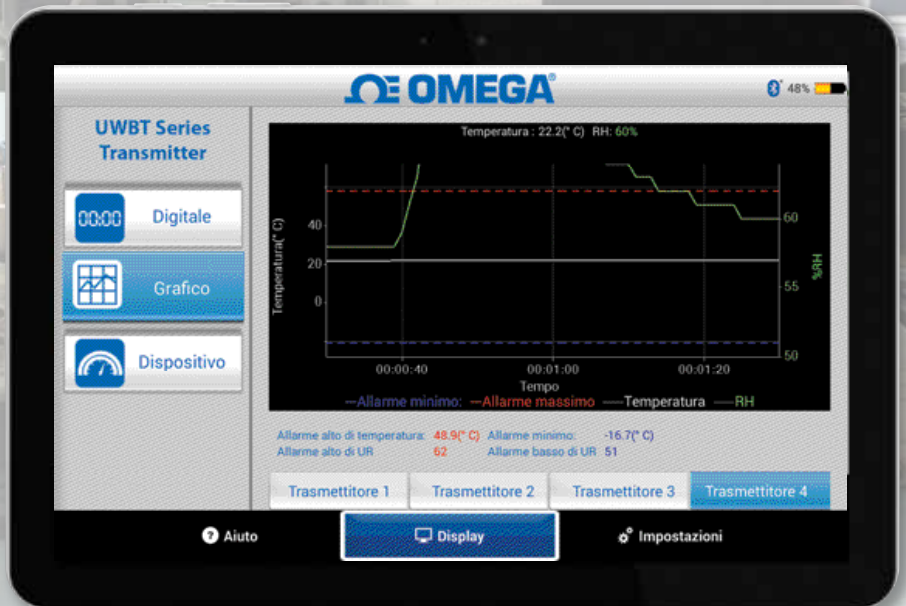 OMEGA®
48%
UWBT Series
Transmitter
00:00 Digitale
Grafico
Dispositivo
Temperatura : 22.2(° C) RH: 60%
Temperatura(° C)
40
20
0
60
55
50
%RH
00:00:40 00:01:00 00:01:20
Tempo
Allarme minimo: Allarme massimo Temperatura RH
Allarme alto di temperatura: 48.9(° C) Allarme minimo: -16.7(° C)
Allarme alto di UR 62 Allarme basso di UR 51
Trasmettitore 1 Trasmettitore 2 Trasmettitore 3 Trasmettitore 4
? Aiuto Display Impostazioni